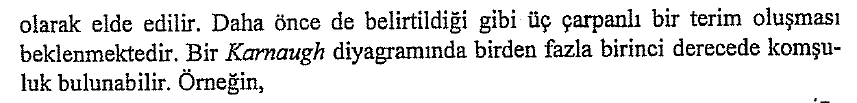 olarak elde edilir. Daha önce de belirtildiği gibi üç çarpanlı bir terim oluşması
beklenmektedir. Bir Karnaugh diyagramında birden fazla birinci derecede komşu-
luk bulunabilir. Örneğin,